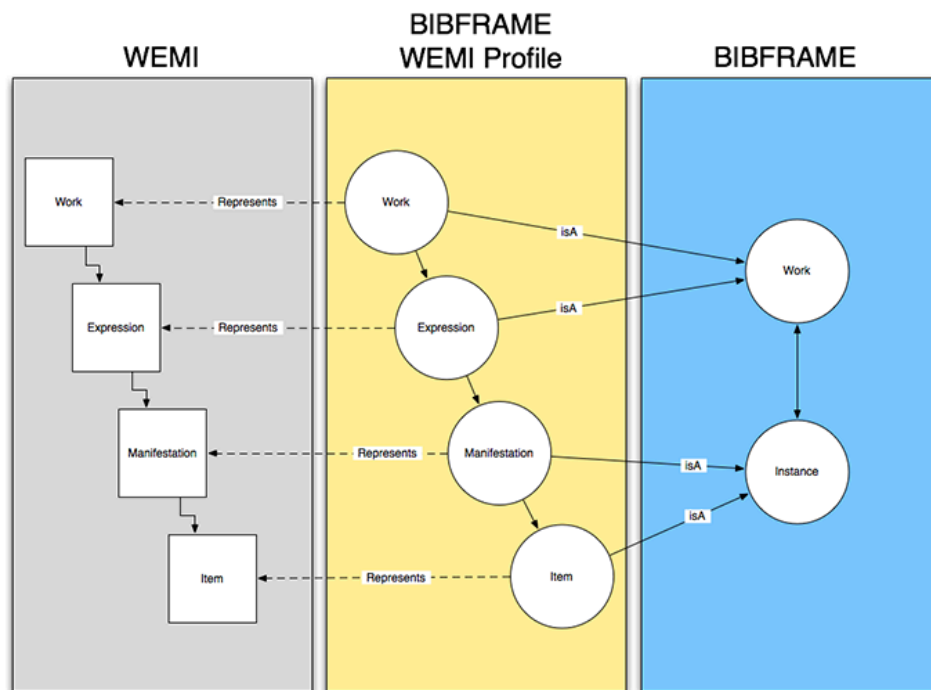 WEMI
BIBFRAME
WEMI Profile
BIBFRAME
Work
Represents
Work
isA
Work
Expression
Represents
Expression
isA
Manifestation
Represents
Manifestation
isA
Instance
Item
Represents
Item
isA